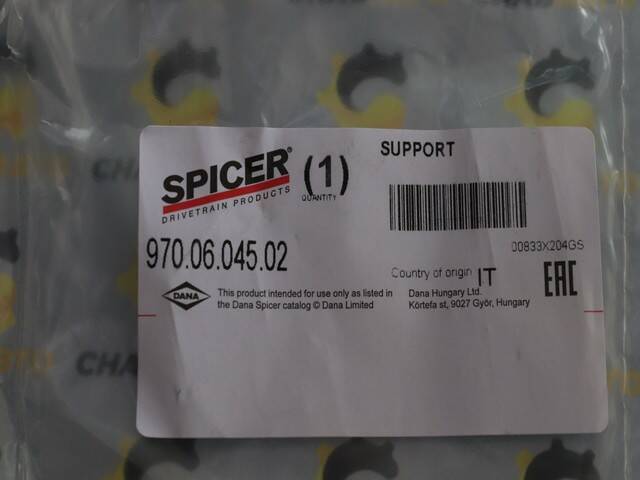 SPICER®
DRIVETRAIN PRODUCTS
(1)
QUANTITY
SUPPORT
00833X204GS
970.06.045.02
Country of origin IT
EAC
DANA
This product intended for use only as listed in
the Dana Spicer catalog © Dana Limited
Dana Hungary Ltd.
Körtefa st, 9027 Győr, Hungary